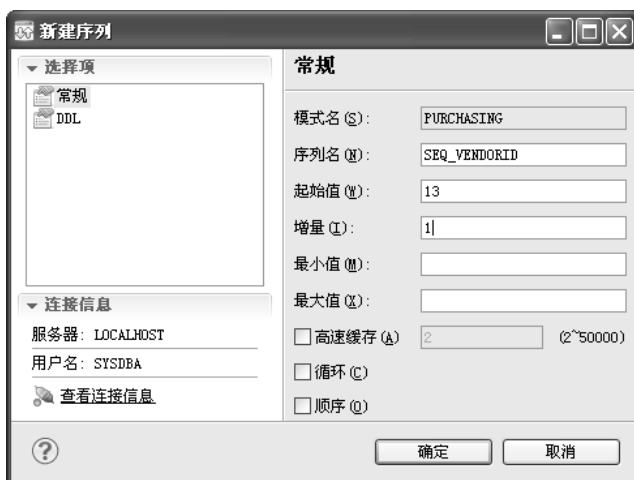 新建序列
选择项
常规
DDL
连接信息
服务器: LOCALHOST
用户名: SYSDBA
查看连接信息
常规
模式名(S): PURCHASING
序列名(N): SEQ_VENDORID
起始值(W): 13
增量(I): 1
最小值(M):
最大值(X):
高速缓存(A) 2 (2~50000)
循环(C)
顺序(O)
?
确定 取消